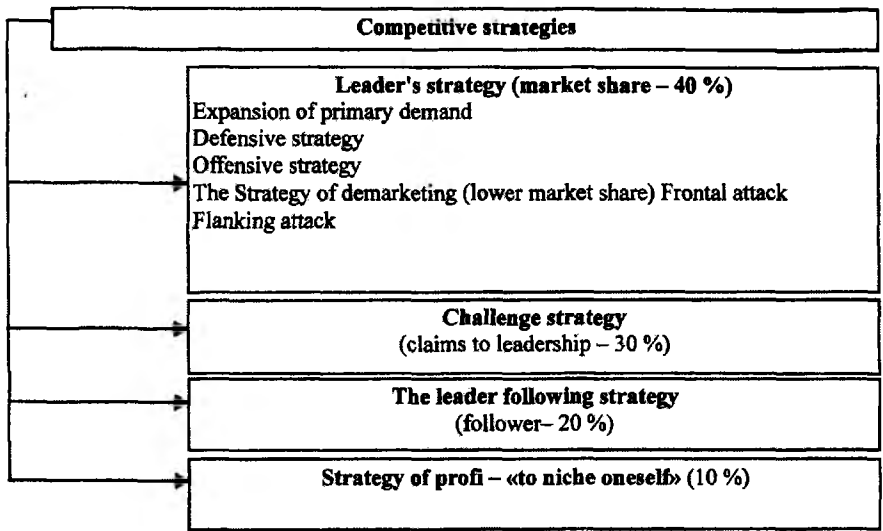 Competitive strategies
Leader's strategy (market share – 40 %)
Expansion of primary demand
Defensive strategy
Offensive strategy
The Strategy of demarketing (lower market share) Frontal attack
Flanking attack
Challenge strategy
(claims to leadership – 30 %)
The leader following strategy
(follower– 20 %)
Strategy of profi – «to niche oneself» (10 %)